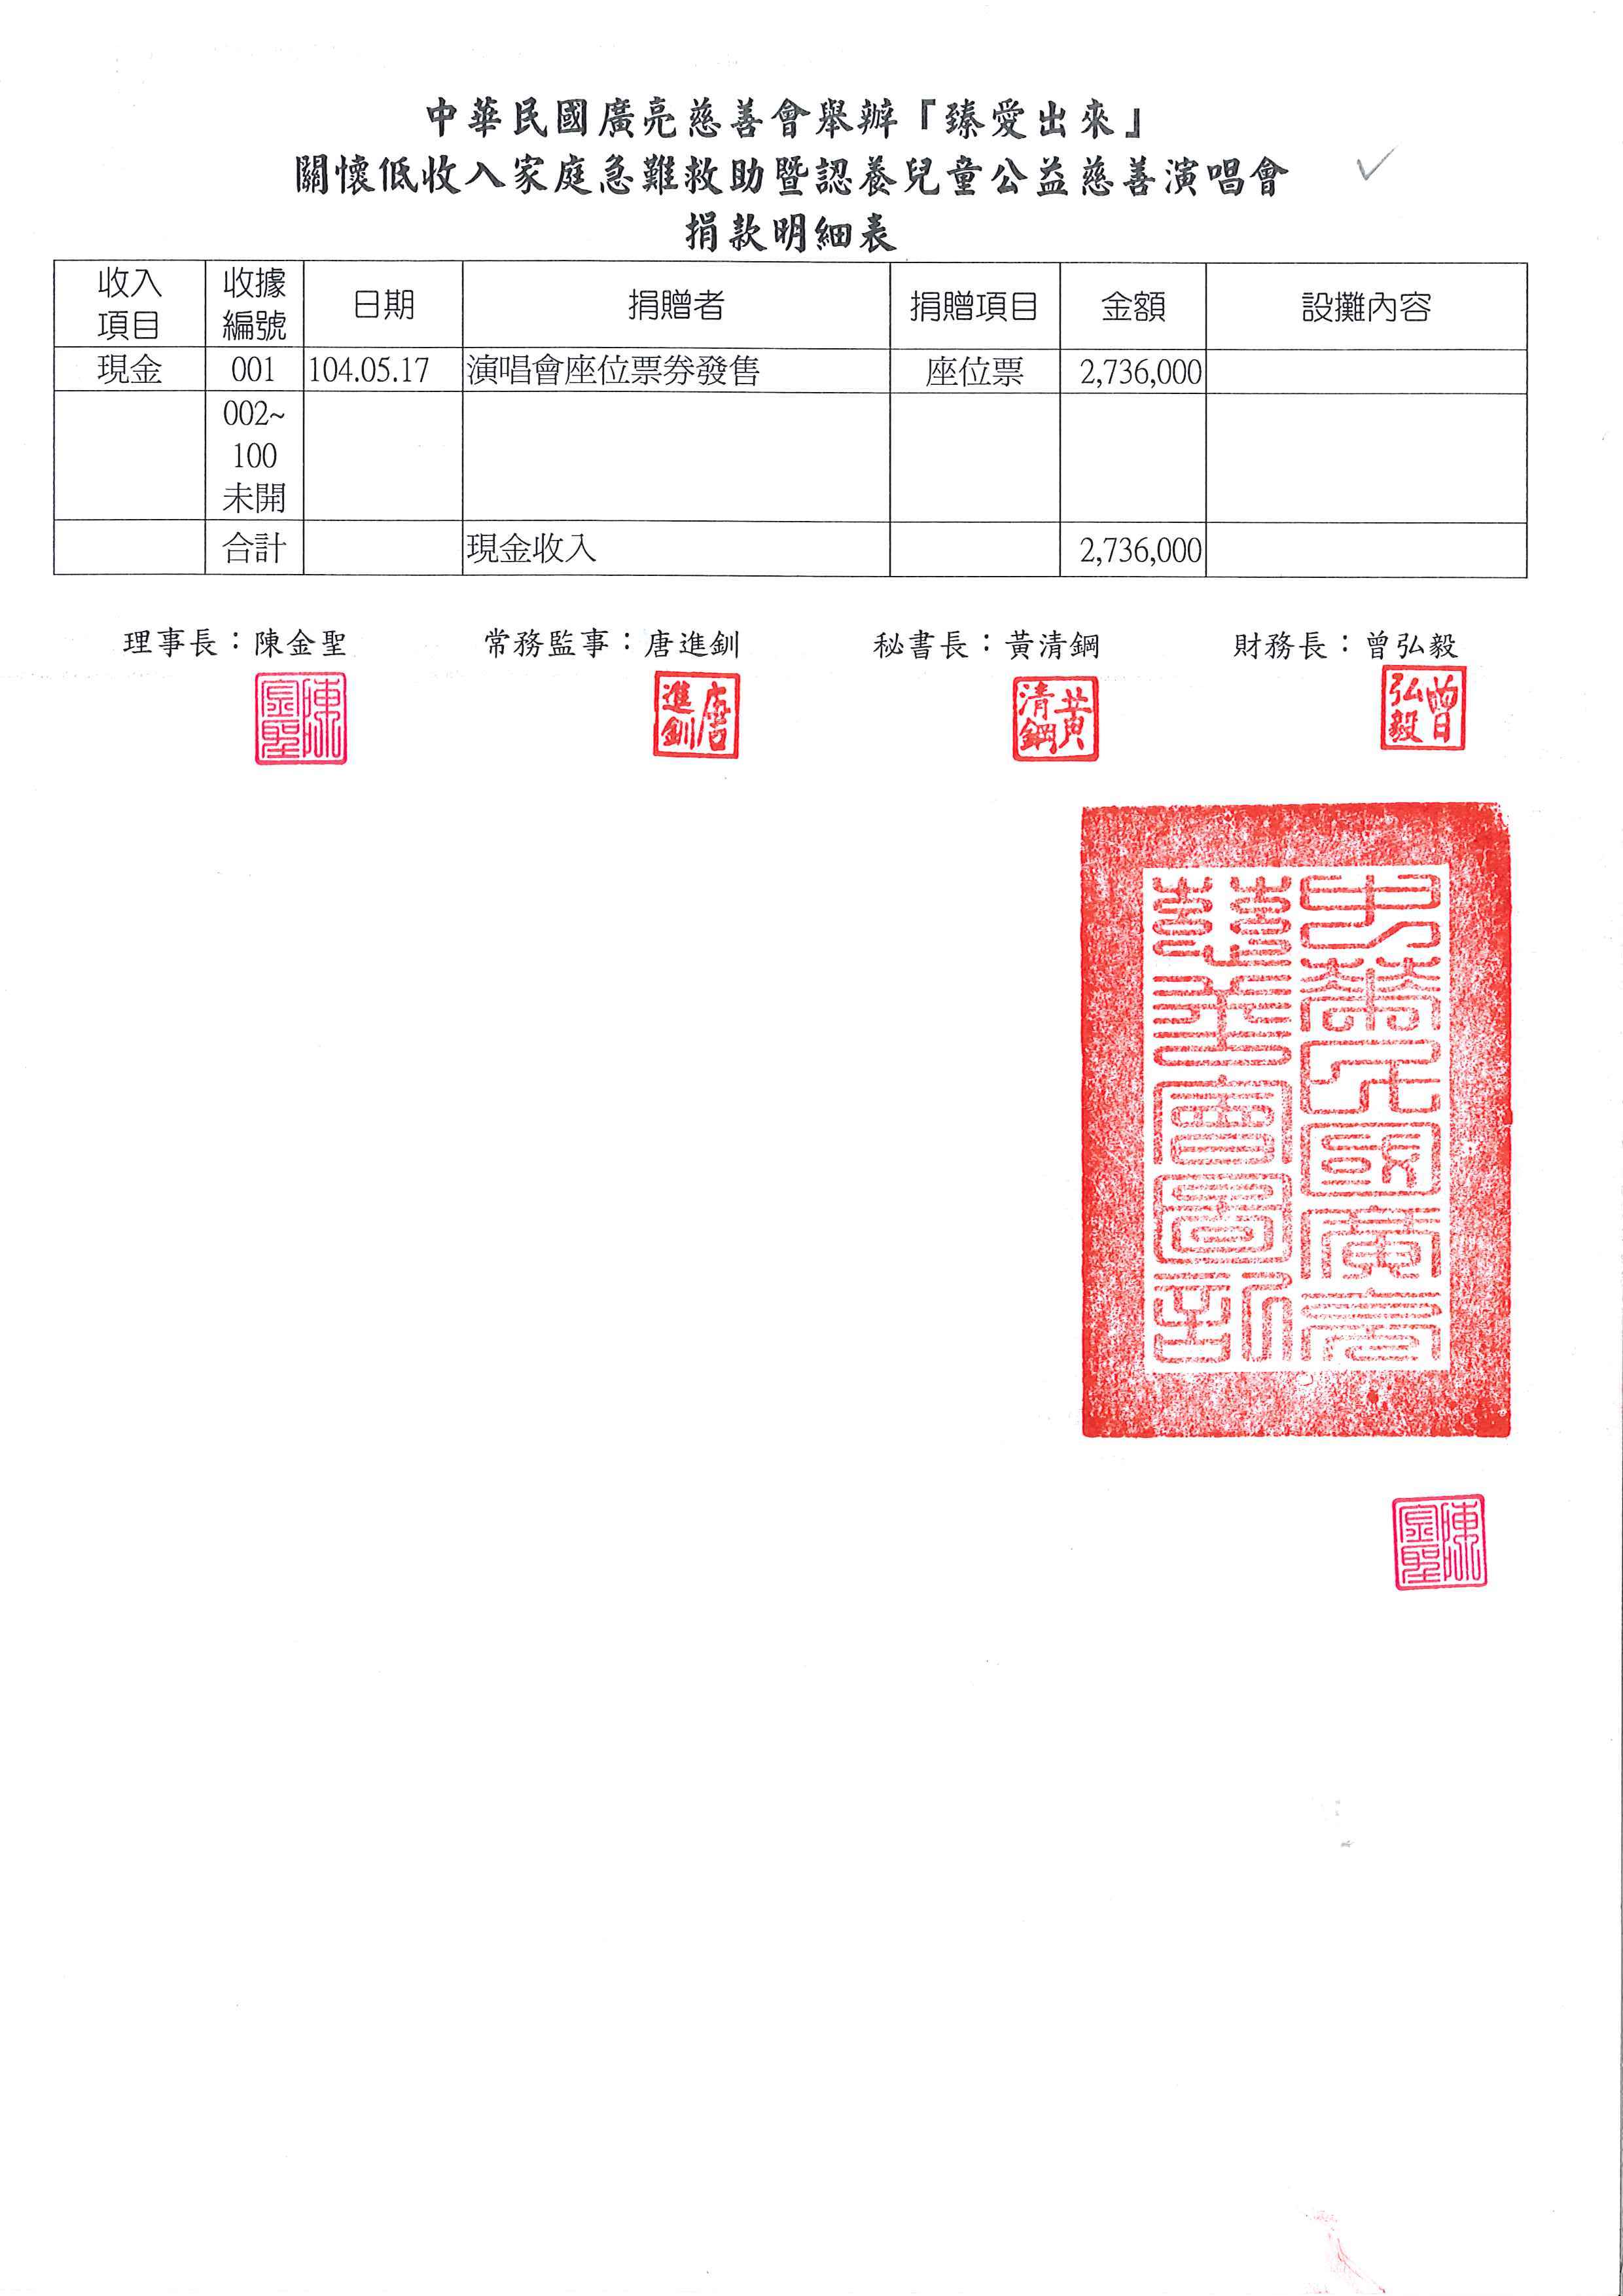 中華民國廣亮慈善會舉辦「臻愛出來」
關懷低收入家庭急難救助暨認養兒童公益慈善演唱會
捐款明細表
收入項目 收據編號 日期 捐贈者 捐贈項目 金額 設攤內容
現金 001 104.05.17 演唱會座位票券發售 座位票 2,736,000
002~
100
未開
合計 現金收入 2,736,000
理事長：陳金聖 常務監事：唐進釧 秘書長：黃清鋼 財務長：曾弘毅
陳金聖
唐進釧
黃清鋼
曾弘毅
中華民國廣亮
慈善會圖記
陳金聖